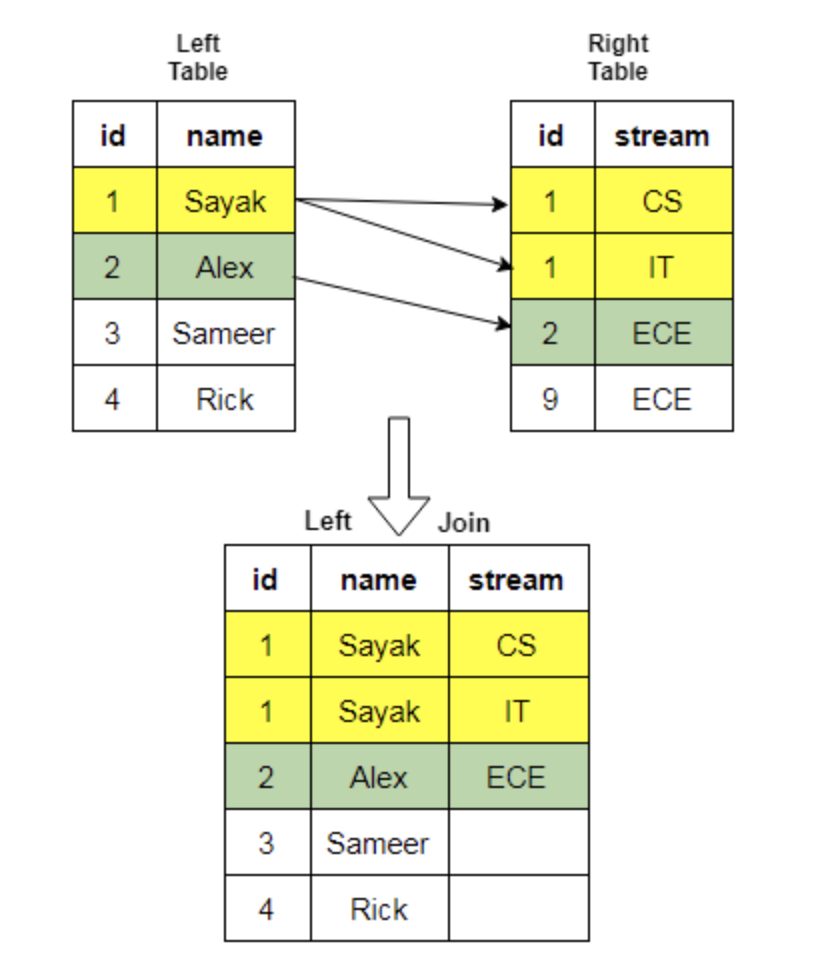 Left Right
Table Table
id name id stream
1 Sayak 1 CS
2 Alex 1 IT
3 Sameer 2 ECE
4 Rick 9 ECE
Left Join
id name stream
1 Sayak CS
1 Sayak IT
2 Alex ECE
3 Sameer
4 Rick